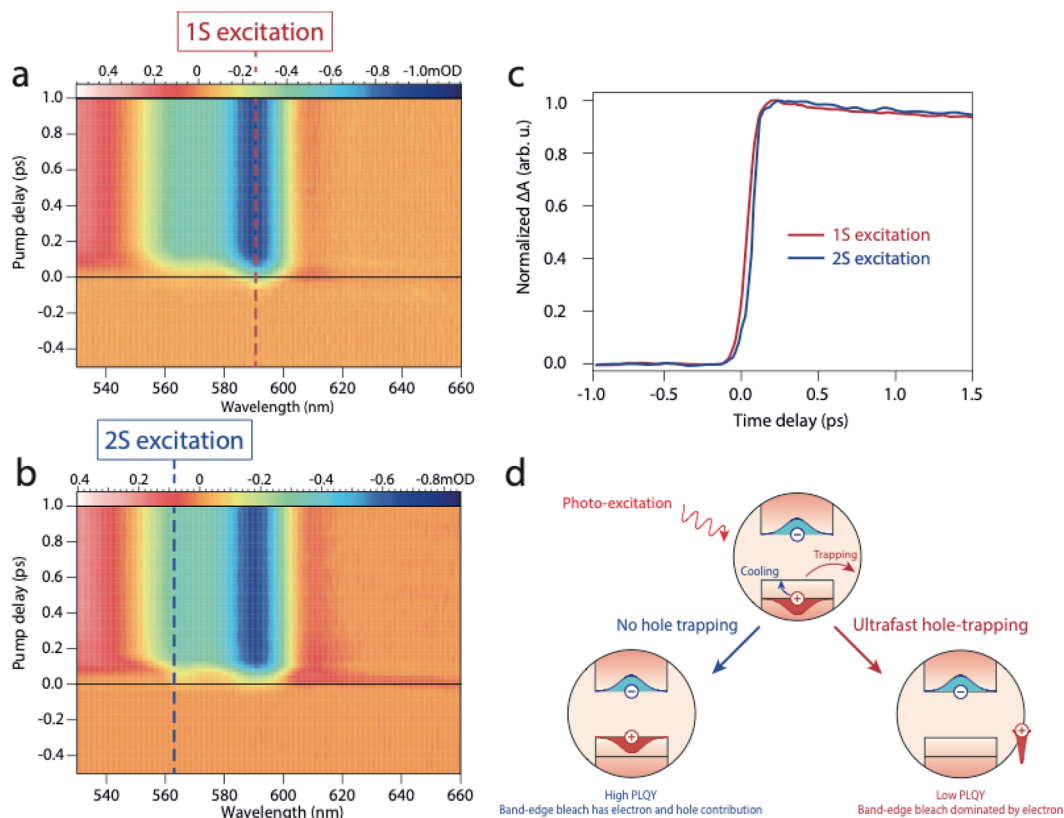 1S excitation
a
0.4 0.2 0 -0.2 -0.4 -0.6 -0.8 -1.0mOD
1.0
0.8
0.6
0.4
0.2
0.0
-0.2
-0.4
Pump delay (ps)
540 560 580 600 620 640 660
Wavelength (nm)
2S excitation
b
0.4 0.2 0 -0.2 -0.4 -0.6 -0.8mOD
1.0
0.8
0.6
0.4
0.2
0.0
-0.2
-0.4
Pump delay (ps)
540 560 580 600 620 640 660
Wavelength (nm)
c
1.0
0.8
0.6
0.4
0.2
0.0
Normalized ΔA (arb. u.)
1S excitation
2S excitation
-1.0 -0.5 0.0 0.5 1.0 1.5
Time delay (ps)
d
Photo-excitation
−
Trapping
Cooling
+
No hole trapping
Ultrafast hole-trapping
− −
+ +
High PLQY
Band-edge bleach has electron and hole contribution
Low PLQY
Band-edge bleach dominated by electron